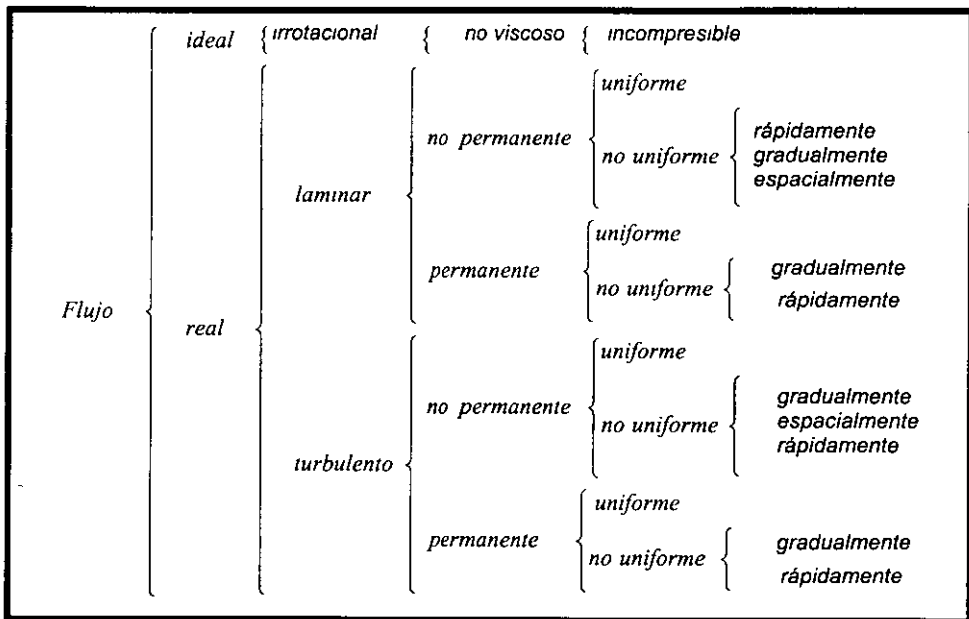 ideal irrotacional no viscoso incompresible
uniforme
no permanente
no uniforme
rápidamente
gradualmente
espacialmente
laminar
uniforme
permanente
no uniforme
gradualmente
rápidamente
Flujo
real
uniforme
no permanente
no uniforme
gradualmente
espacialmente
rápidamente
turbulento
uniforme
permanente
no uniforme
gradualmente
rápidamente